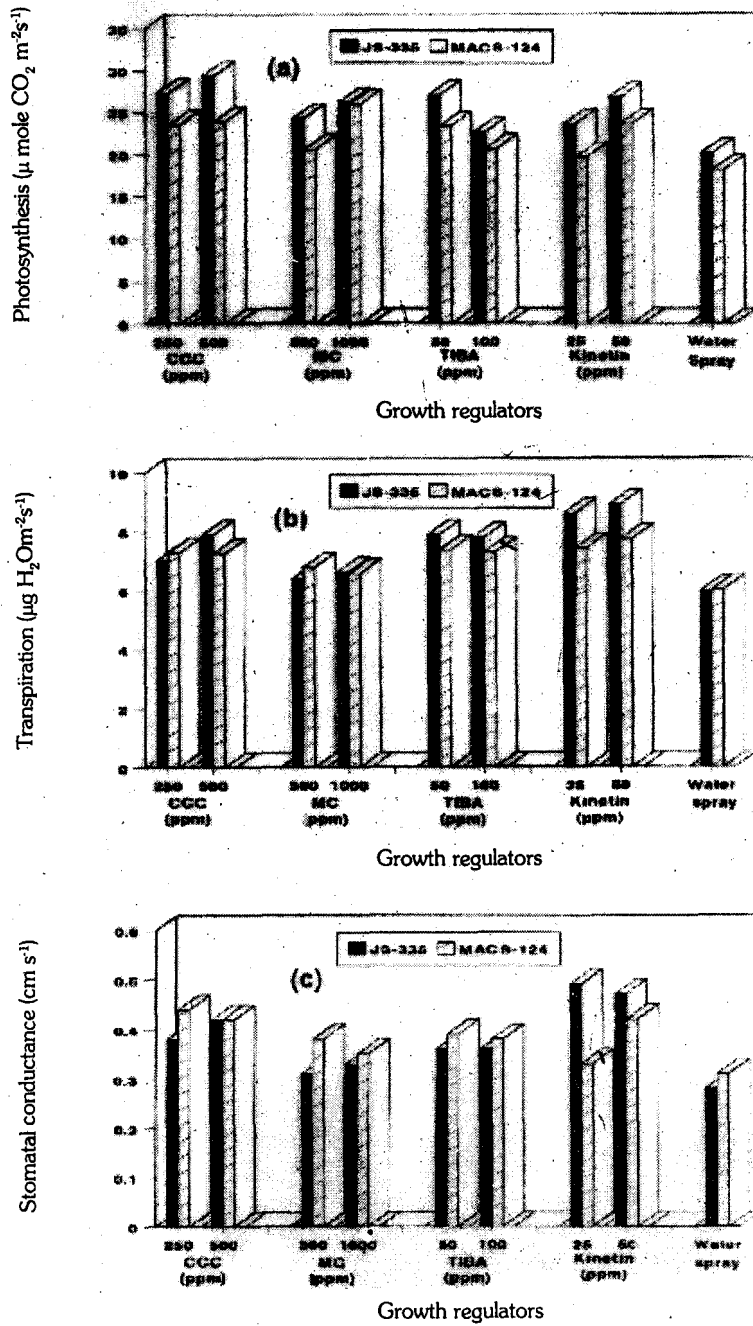 Photosynthesis (µ mole CO₂ m⁻²s⁻¹)
(a)
JS-335 MACS-124
30
20
15
10
250 500 1000 50 100 25 50 Water
CCC TIBA Kinetin Spray
(ppm) (ppm) (ppm) (ppm)
Growth regulators
Transpiration (µg H₂Om⁻²s⁻¹)
(b)
JS-335 MACS-124
10
8
6
4
2
0
250 500 500 1000 50 100 25 50 Water
CCC MC TIBA Kinetin spray
(ppm) (ppm) (ppm) (ppm)
Growth regulators
Stomatal conductance (cm s⁻¹)
(c)
JS-335 MACS-124
0.6
0.5
0.4
0.3
0.2
0.1
0
250 500 500 1000 50 100 25 50 Water
CCC MC TIBA Kinetin spray
(ppm) (ppm) (ppm) (ppm)
Growth regulators